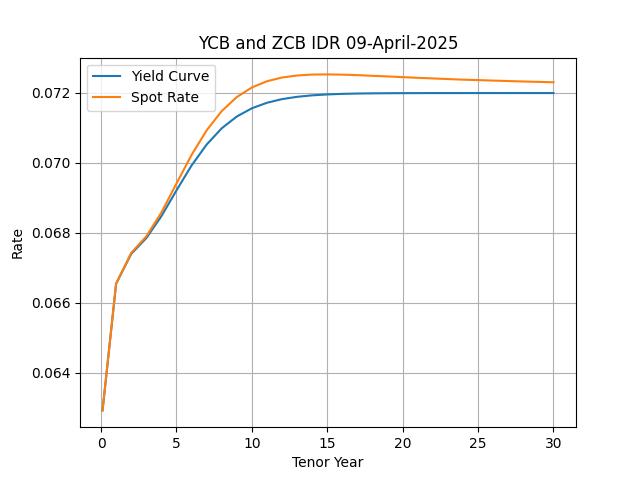 YCB and ZCB IDR 09-April-2025
Yield Curve
Spot Rate
0.072
0.070
0.068
0.066
0.064
Rate
0
5
10
15
20
25
30
Tenor Year